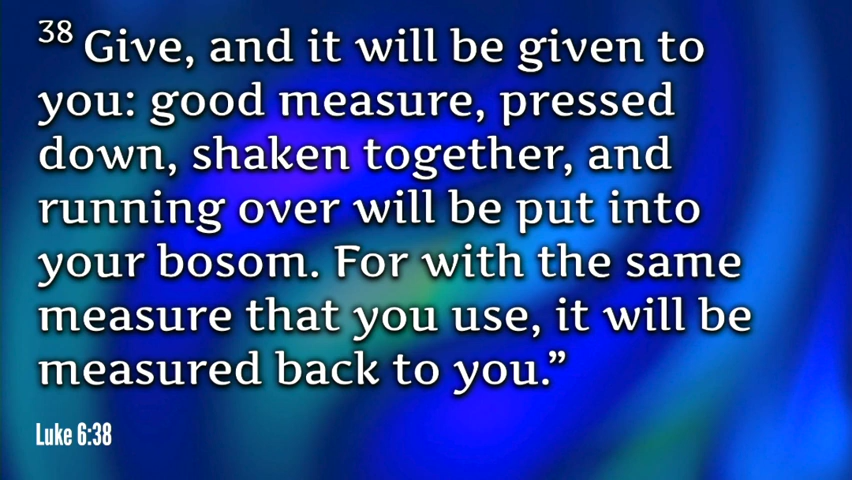 38 Give, and it will be given to
you: good measure, pressed
down, shaken together, and
running over will be put into
your bosom. For with the same
measure that you use, it will be
measured back to you.”
Luke 6:38